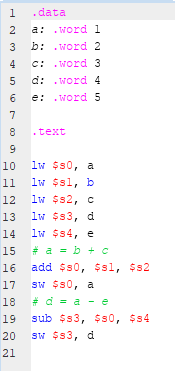 1 .data
2 a: .word 1
3 b: .word 2
4 c: .word 3
5 d: .word 4
6 e: .word 5
7
8 .text
9
10 lw $s0, a
11 lw $s1, b
12 lw $s2, c
13 lw $s3, d
14 lw $s4, e
15 # a = b + c
16 add $s0, $s1, $s2
17 sw $s0, a
18 # d = a - e
19 sub $s3, $s0, $s4
20 sw $s3, d
21